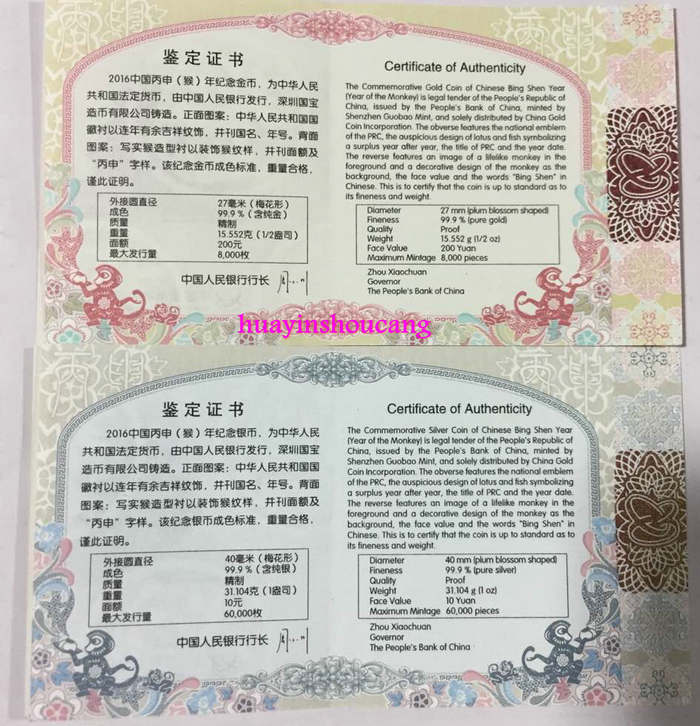 鉴定证书
2016中国丙申（猴）年纪念金币，为中华人民
共和国法定货币，由中国人民银行发行，深圳国宝
造币有限公司铸造。正面图案：中华人民共和国国
徽衬以连年有余吉祥纹饰，并刊国名、年号。背面
图案：写实猴造型衬以装饰猴纹样，并刊面额及
“丙申”字样。该纪念金币成色标准，重量合格，
谨此证明。
外接圆直径 27毫米（梅花形）
成色 99.9％（含纯金）
质量 精制
重量 15.552克（1/2盎司）
面额 200元
最大发行量 8,000枚
中国人民银行行长
Certificate of Authenticity
The Commemorative Gold Coin of Chinese Bing Shen Year
(Year of the Monkey) is legal tender of the People's Republic of
China, issued by the People's Bank of China, minted by
Shenzhen Guobao Mint, and solely distributed by China Gold
Coin Incorporation. The obverse features the national emblem
of the PRC, the auspicious design of lotus and fish symbolizing
a surplus year after year, the title of PRC and the year date.
The reverse features an image of a lifelike monkey in the
foreground and a decorative design of the monkey as the
background, the face value and the words "Bing Shen" in
Chinese. This is to certify that the coin is up to standard as to
its fineness and weight.
Diameter 27 mm (plum blossom shaped)
Fineness 99.9 % (pure gold)
Quality Proof
Weight 15.552 g (1/2 oz)
Face Value 200 Yuan
Maximum Mintage 8,000 pieces
Zhou Xiaochuan
Governor
The People's Bank of China
huayinshoucang
鉴定证书
2016中国丙申（猴）年纪念银币，为中华人民
共和国法定货币，由中国人民银行发行，深圳国宝
造币有限公司铸造。正面图案：中华人民共和国国
徽衬以连年有余吉祥纹饰，并刊国名、年号。背面
图案：写实猴造型衬以装饰猴纹样，并刊面额及
“丙申”字样。该纪念银币成色标准，重量合格，
谨此证明。
外接圆直径 40毫米（梅花形）
成色 99.9％（含纯银）
质量 精制
重量 31.104克（1盎司）
面额 10元
最大发行量 60,000枚
中国人民银行行长
Certificate of Authenticity
The Commemorative Silver Coin of Chinese Bing Shen Year
(Year of the Monkey) is legal tender of the People's Republic of
China, issued by the People's Bank of China, minted by
Shenzhen Guobao Mint, and solely distributed by China Gold
Coin Incorporation. The obverse features the national emblem
of the PRC, the auspicious design of lotus and fish symbolizing
a surplus year after year, the title of PRC and the year date.
The reverse features an image of a lifelike monkey in the
foreground and a decorative design of the monkey as the
background, the face value and the words "Bing Shen" in
Chinese. This is to certify that the coin is up to standard as to
its fineness and weight.
Diameter 40 mm (plum blossom shaped)
Fineness 99.9 % (pure silver)
Quality Proof
Weight 31.104 g (1 oz)
Face Value 10 Yuan
Maximum Mintage 60,000 pieces
Zhou Xiaochuan
Governor
The People's Bank of China